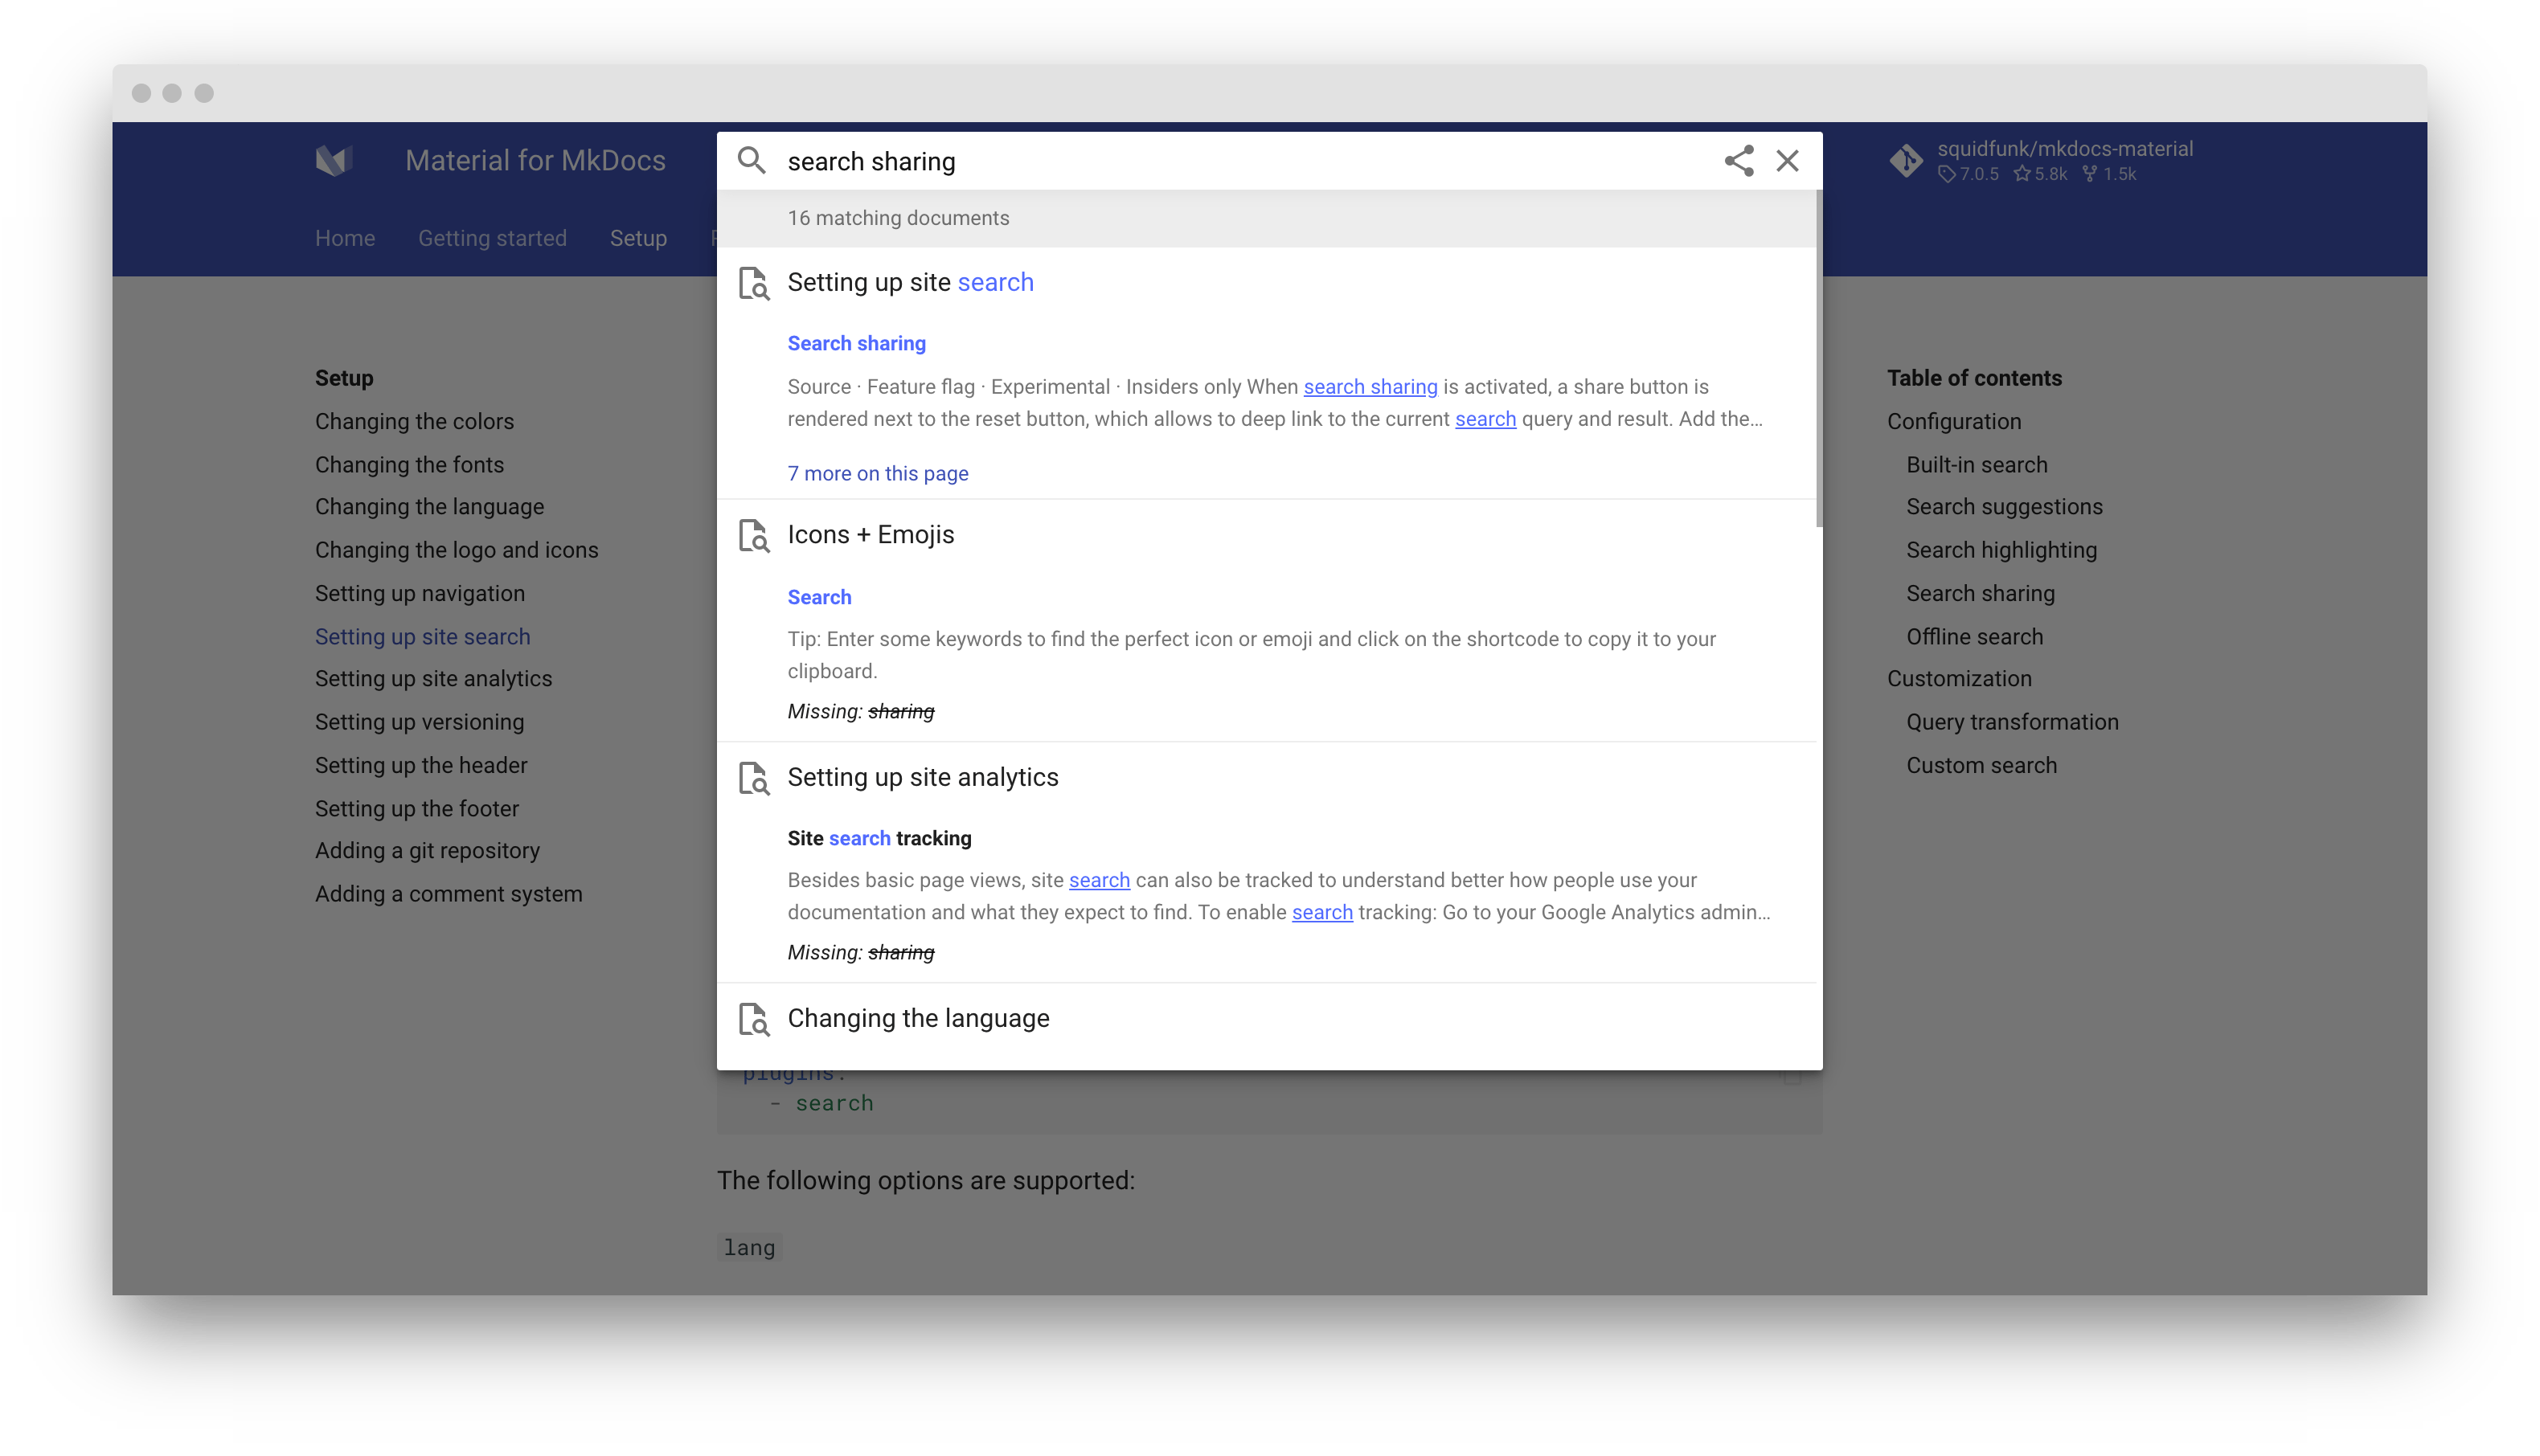 Material for MkDocs
search sharing
squidfunk/mkdocs-material
7.0.5 5.8k 1.5k
Home Getting started Setup
16 matching documents
Setting up site search
Search sharing
Source · Feature flag · Experimental · Insiders only When search sharing is activated, a share button is
rendered next to the reset button, which allows to deep link to the current search query and result. Add the…
7 more on this page
Icons + Emojis
Search
Tip: Enter some keywords to find the perfect icon or emoji and click on the shortcode to copy it to your
clipboard.
Missing: sharing
Setting up site analytics
Site search tracking
Besides basic page views, site search can also be tracked to understand better how people use your
documentation and what they expect to find. To enable search tracking: Go to your Google Analytics admin…
Missing: sharing
Changing the language
Setup
Changing the colors
Changing the fonts
Changing the language
Changing the logo and icons
Setting up navigation
Setting up site search
Setting up site analytics
Setting up versioning
Setting up the header
Setting up the footer
Adding a git repository
Adding a comment system
plugins:
- search
The following options are supported:
lang
Table of contents
Configuration
Built-in search
Search suggestions
Search highlighting
Search sharing
Offline search
Customization
Query transformation
Custom search